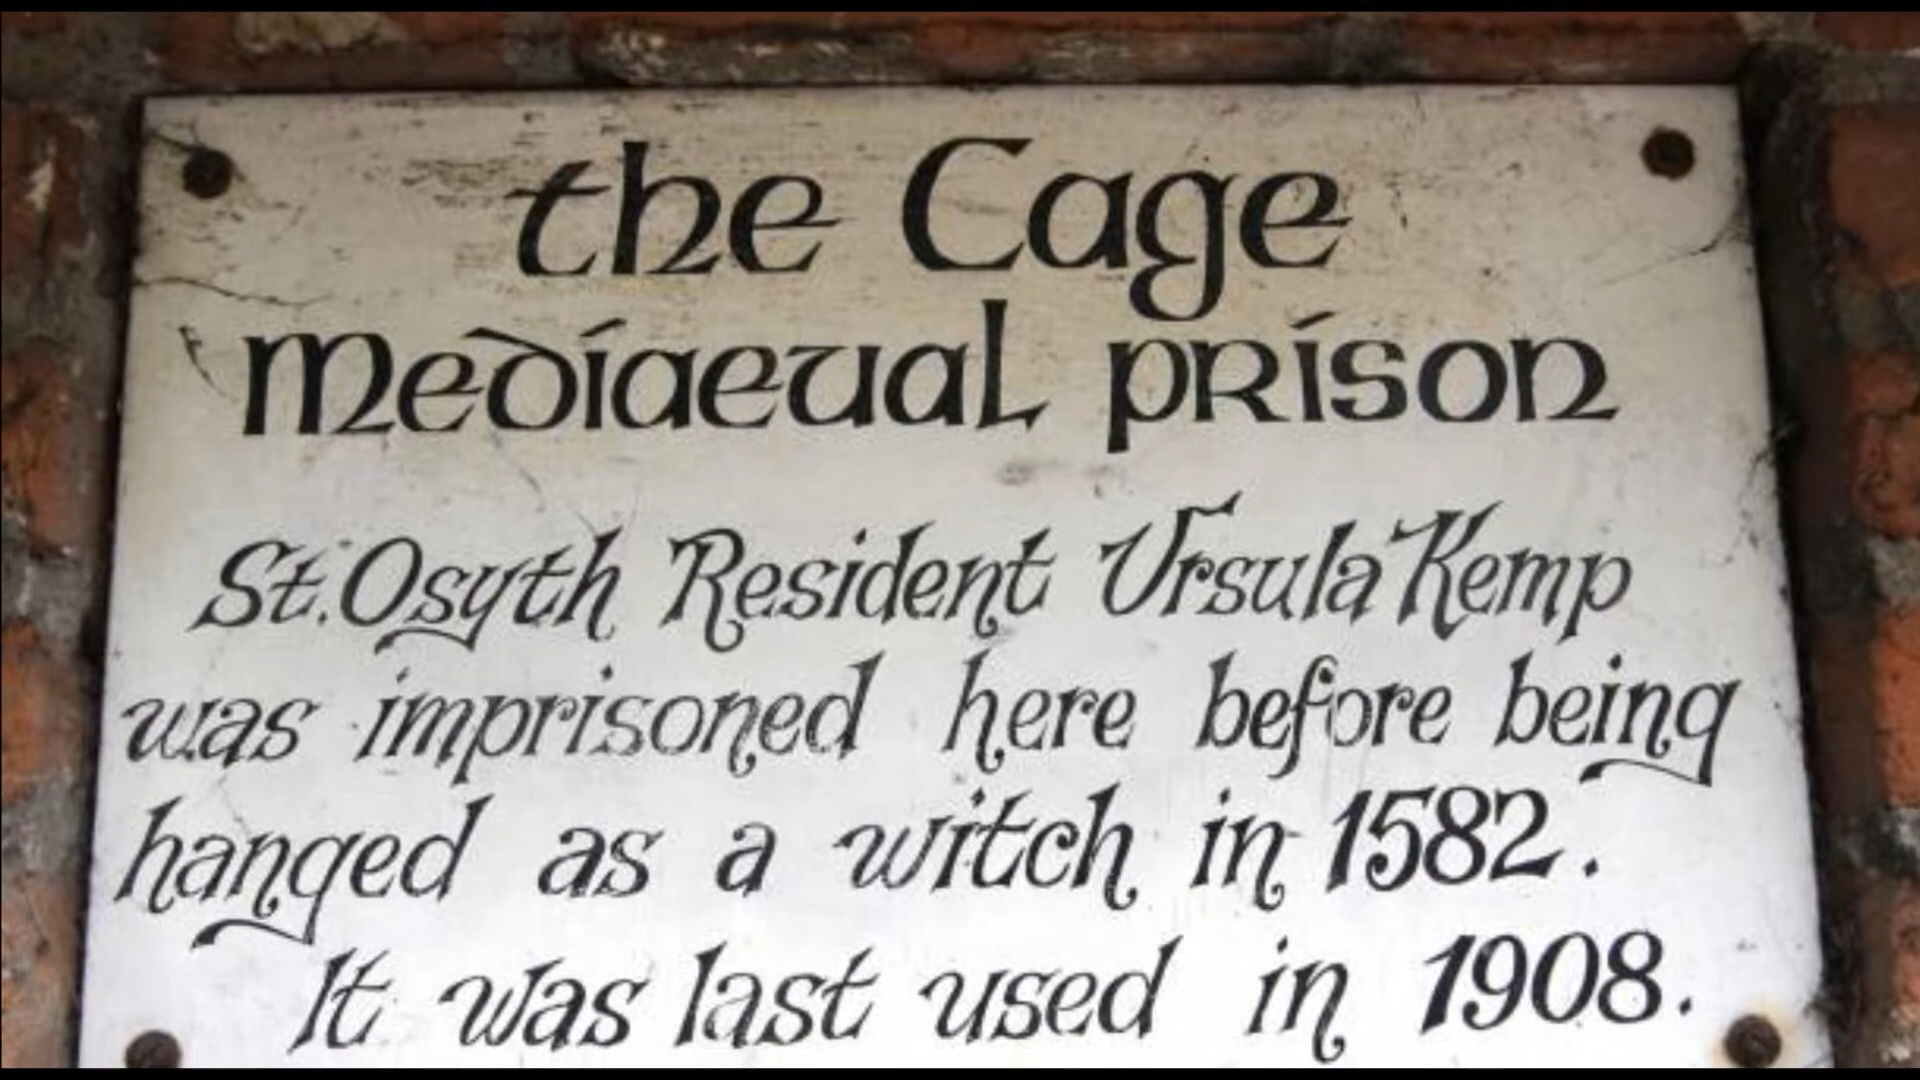 the Cage
Mediaeval prison
St. Osyth Resident Ursula Kemp
was imprisoned here before being
hanged as a witch in 1582.
It was last used in 1908.